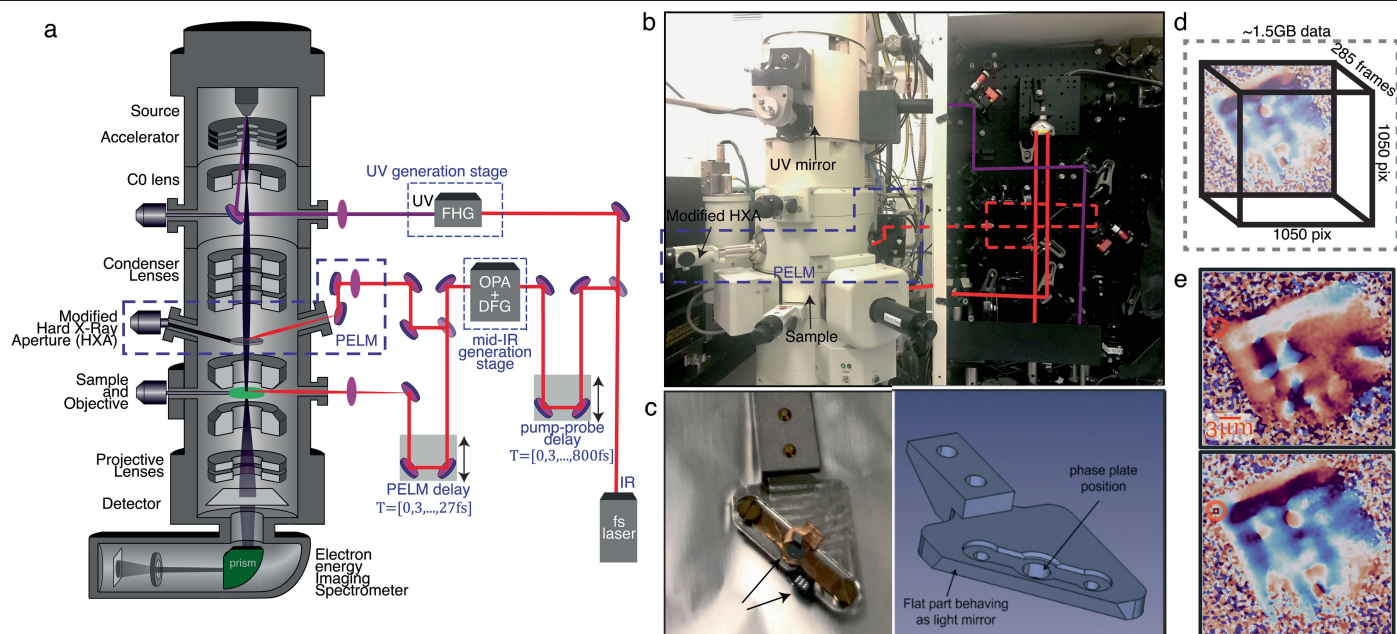 a
Source
Accelerator
C0 lens
Condenser
Lenses
Modified
Hard X-Ray
Aperture (HXA)
Sample
and
Objective
Projective
Lenses
Detector
prism
Electron
energy
Imaging
Spectrometer
PELM
UV generation stage
UV
FHG
OPA
+
DFG
mid-IR
generation
stage
pump-probe
delay
T=[0,3,...,800fs]
PELM delay
T=[0,3,...,27fs]
IR
fs
laser
b
UV mirror
Modified HXA
PELM
Sample
c
phase plate
position
Flat part behaving
as light mirror
d
~1.5GB data
285 frames
1050 pix
1050 pix
e
3μm